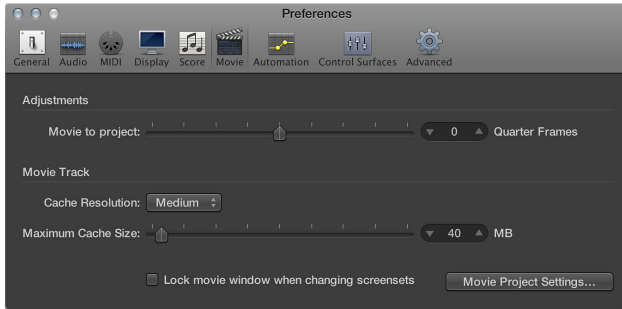 Preferences
General Audio MIDI Display Score Movie Automation Control Surfaces Advanced
Adjustments
Movie to project: 0 Quarter Frames
Movie Track
Cache Resolution: Medium
Maximum Cache Size: 40 MB
Lock movie window when changing screensets Movie Project Settings...